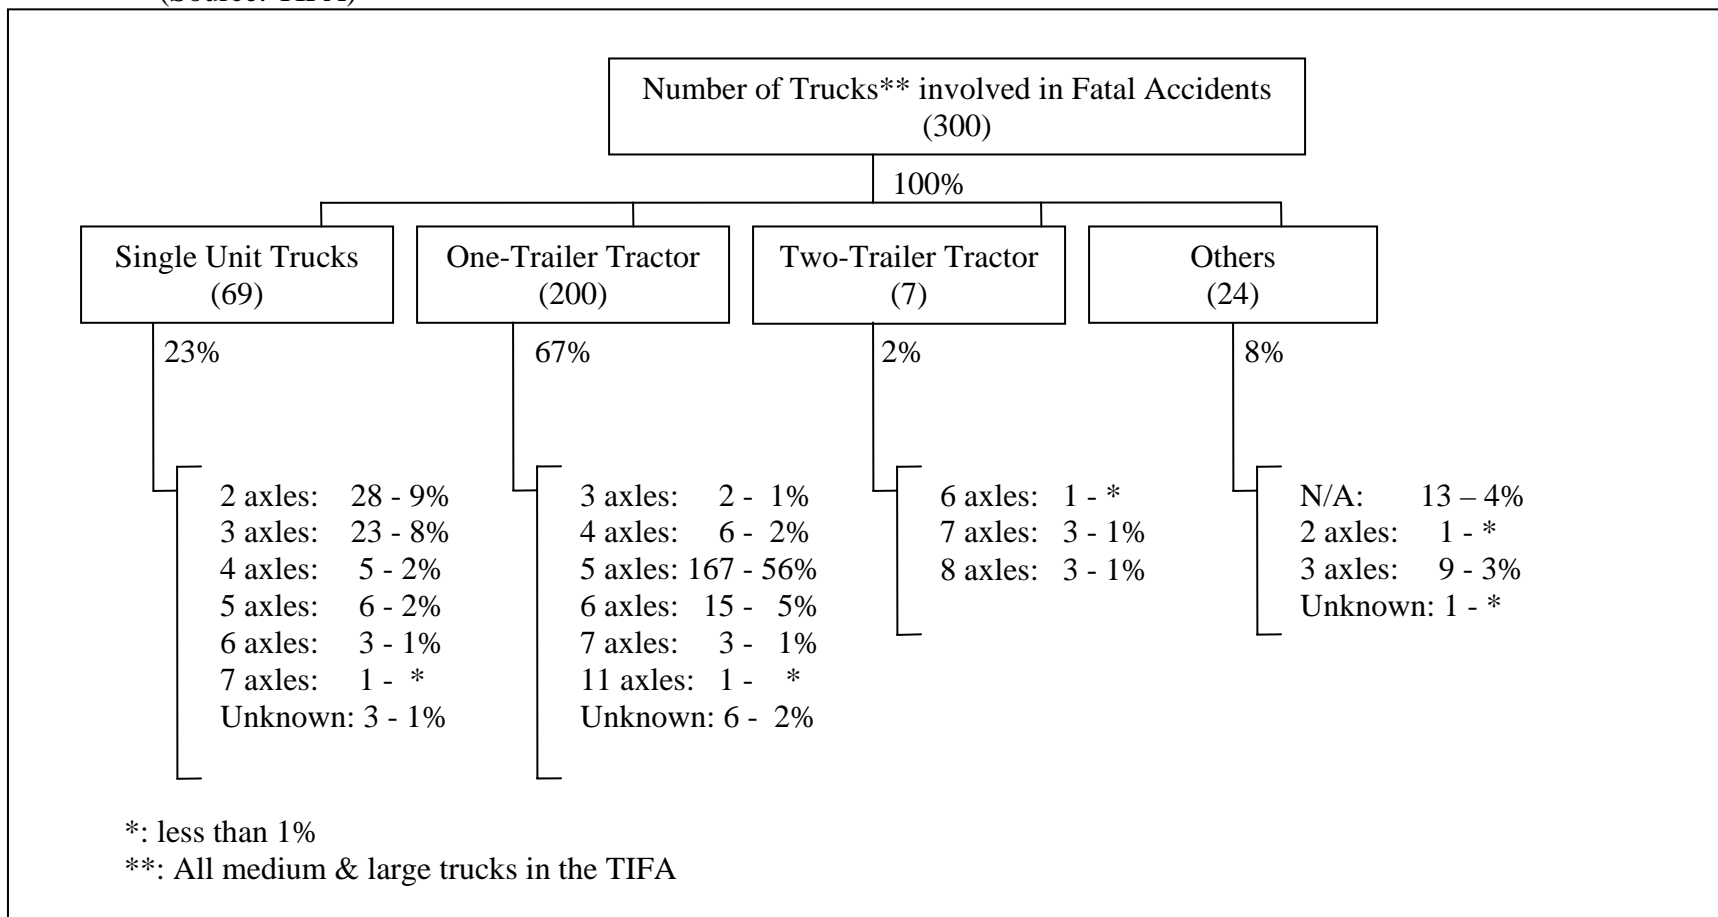 Number of Trucks** involved in Fatal Accidents
(300)
100%
Single Unit Trucks
(69)
One-Trailer Tractor
(200)
Two-Trailer Tractor
(7)
Others
(24)
23%
67%
2%
8%
2 axles: 28 - 9%
3 axles: 23 - 8%
4 axles: 5 - 2%
5 axles: 6 - 2%
6 axles: 3 - 1%
7 axles: 1 - *
Unknown: 3 - 1%
3 axles: 2 - 1%
4 axles: 6 - 2%
5 axles: 167 - 56%
6 axles: 15 - 5%
7 axles: 3 - 1%
11 axles: 1 - *
Unknown: 6 - 2%
6 axles: 1 - *
7 axles: 3 - 1%
8 axles: 3 - 1%
N/A: 13 – 4%
2 axles: 1 - *
3 axles: 9 - 3%
Unknown: 1 - *
*: less than 1%
**: All medium & large trucks in the TIFA